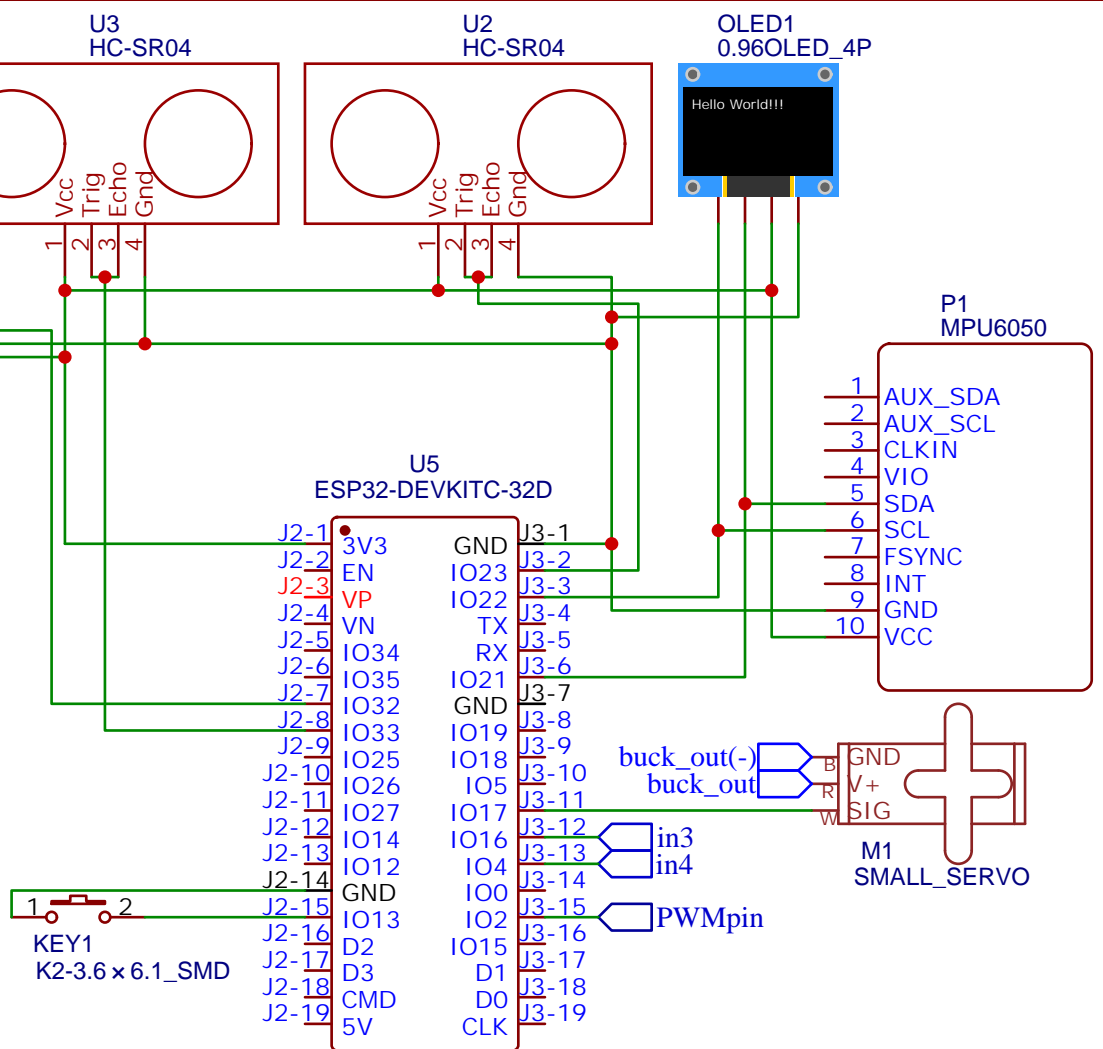 U3
HC-SR04
Vcc
Trig
Echo
Gnd
1
2
3
4
U2
HC-SR04
Vcc
Trig
Echo
Gnd
1
2
3
4
OLED1
0.96OLED_4P
Hello World!!!
P1
MPU6050
1 AUX_SDA
2 AUX_SCL
3 CLKIN
4 VIO
5 SDA
6 SCL
7 FSYNC
8 INT
9 GND
10 VCC
U5
ESP32-DEVKITC-32D
J2-1 3V3
J2-2 EN
J2-3 VP
J2-4 VN
J2-5 IO34
J2-6 IO35
J2-7 IO32
J2-8 IO33
J2-9 IO25
J2-10 IO26
J2-11 IO27
J2-12 IO14
J2-13 IO12
J2-14 GND
J2-15 IO13
J2-16 D2
J2-17 D3
J2-18 CMD
J2-19 5V
GND J3-1
IO23 J3-2
IO22 J3-3
TX J3-4
RX J3-5
IO21 J3-6
GND J3-7
IO19 J3-8
IO18 J3-9
IO5 J3-10
IO17 J3-11
IO16 J3-12
IO4 J3-13
IO0 J3-14
IO2 J3-15
IO15 J3-16
D1 J3-17
D0 J3-18
CLK J3-19
in3
in4
PWMpin
buck_out(-)
buck_out
B GND
R V+
W SIG
M1
SMALL_SERVO
1 2
KEY1
K2-3.6×6.1_SMD